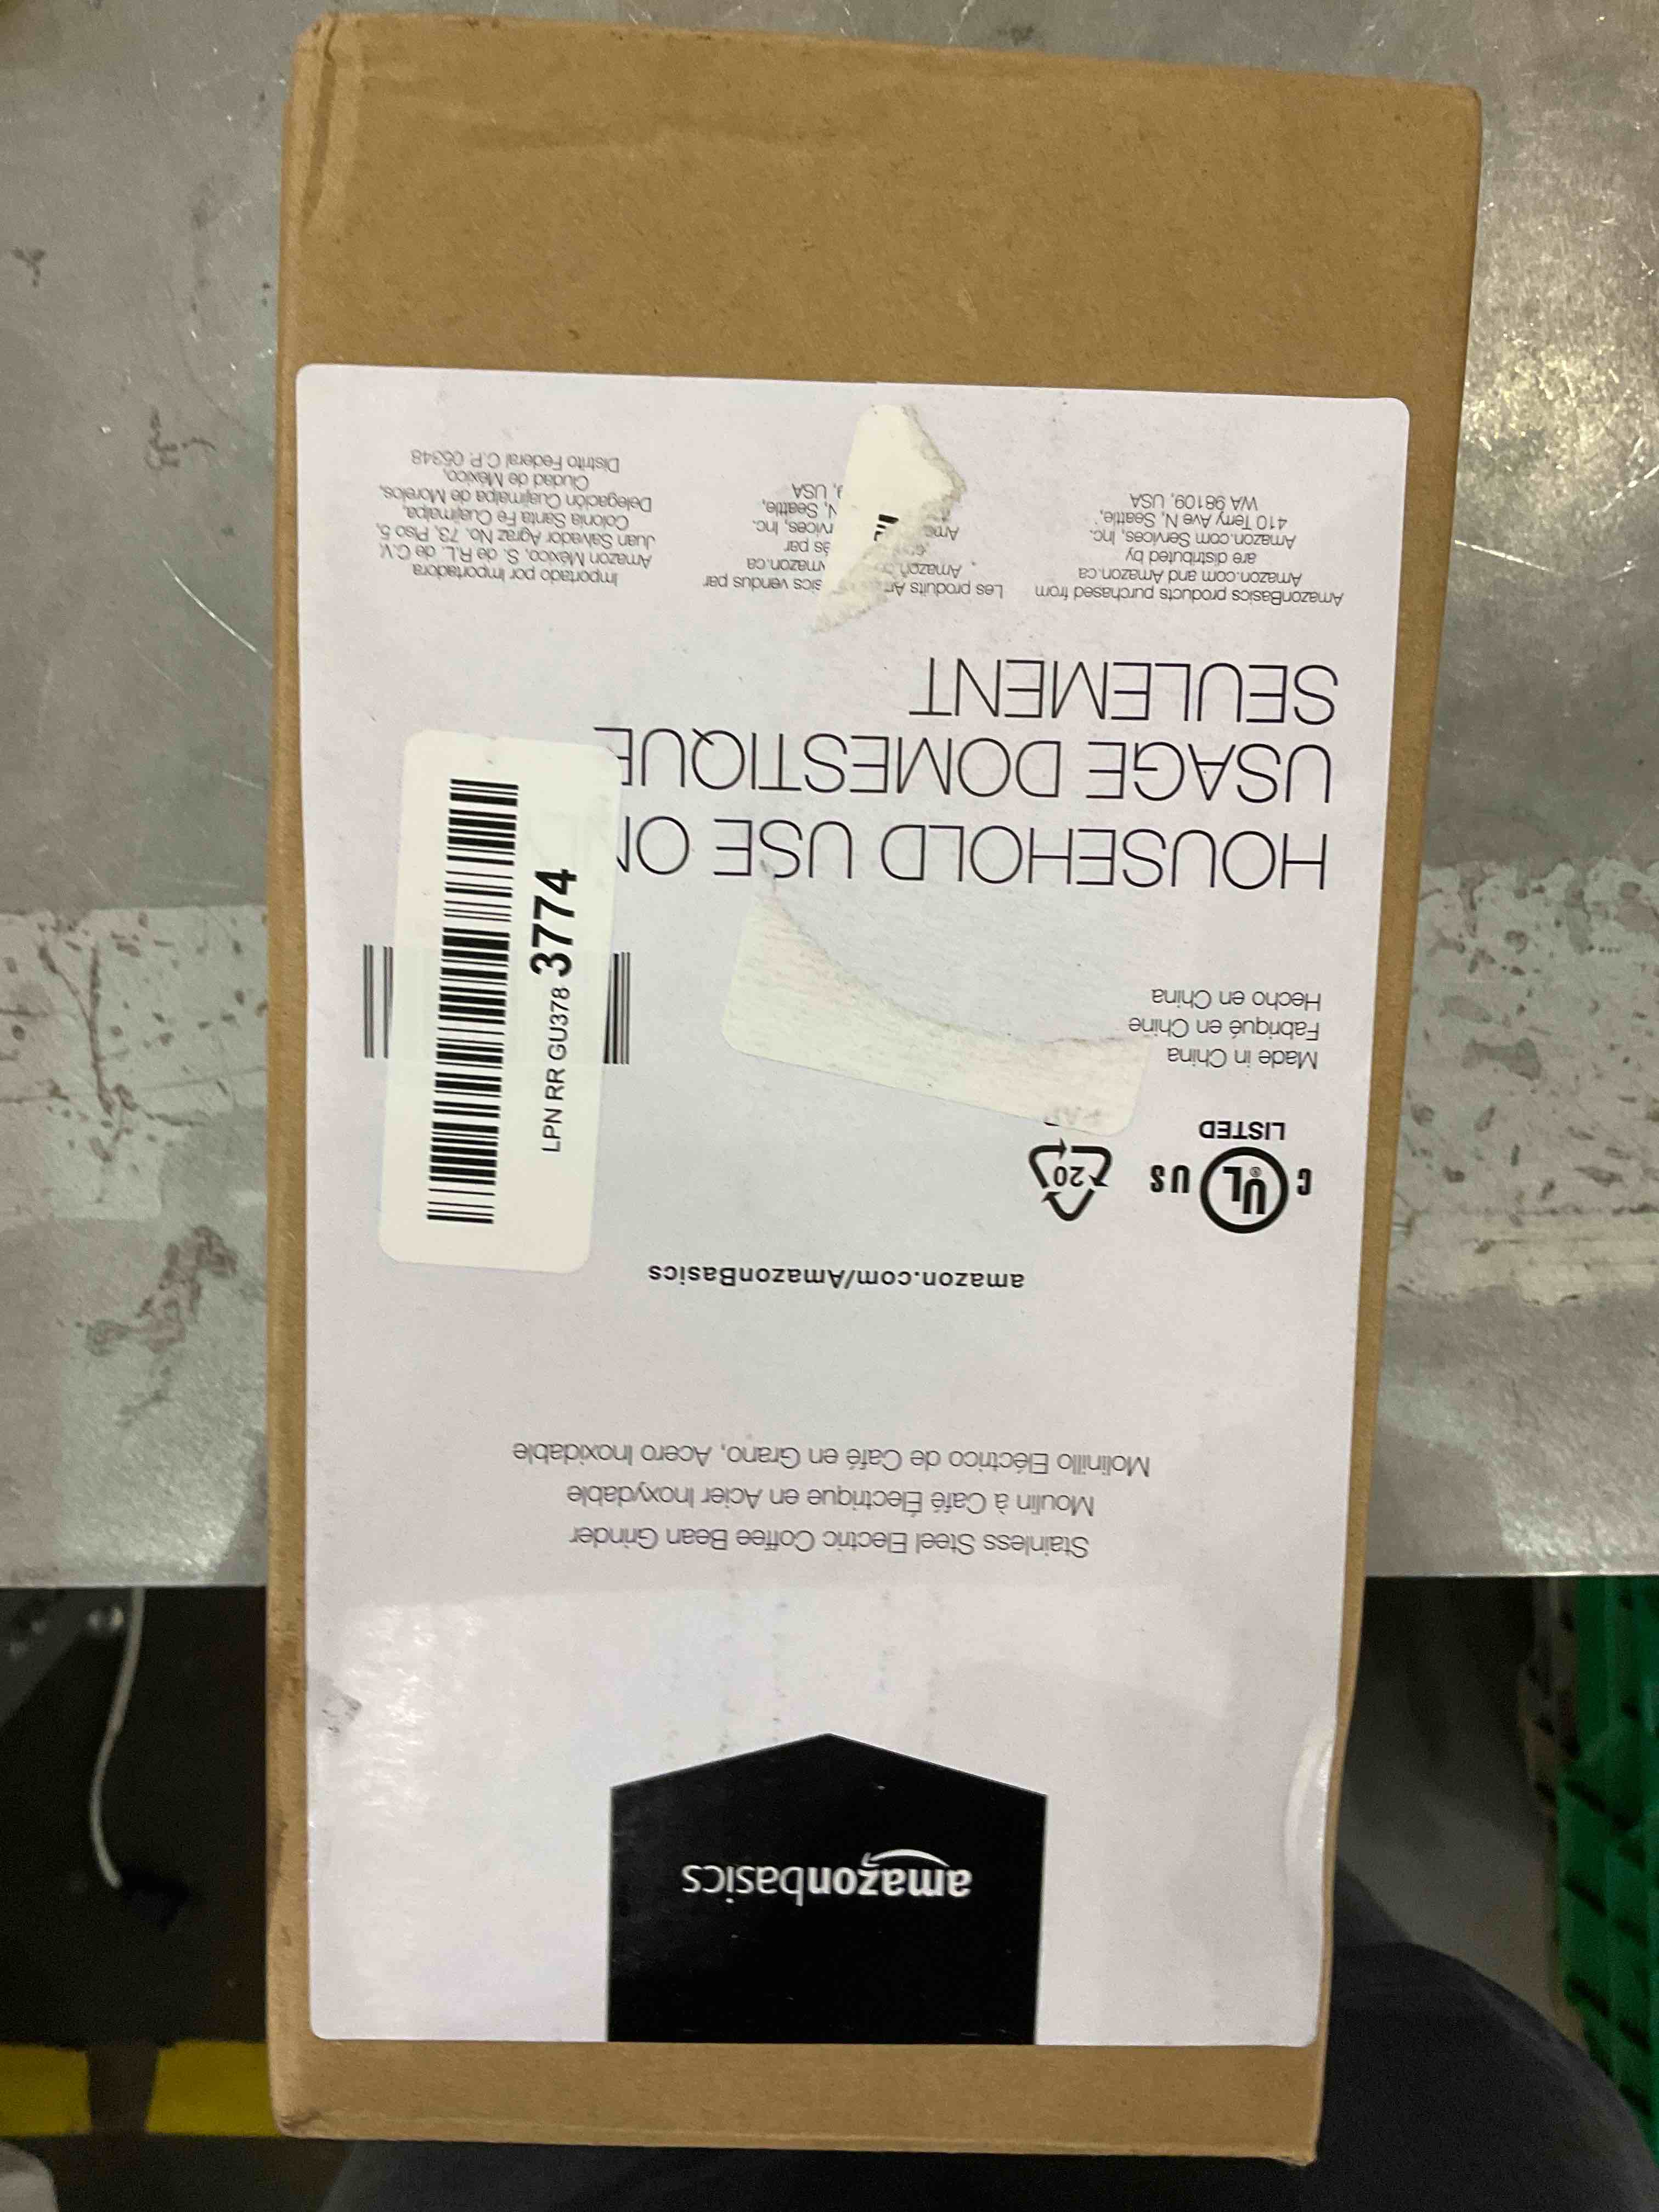 amazonbasics
Stainless Steel Electric Coffee Bean Grinder
Moulin à Café Électrique en Acier Inoxydable
Molinillo Eléctrico de Café en Grano, Acero Inoxidable
amazon.com/AmazonBasics
C UL US
LISTED
20
PAP
Made in China
Fabriqué en Chine
Hecho en China
LPN RR GU378 3774
HOUSEHOLD USE
USAGE DOMESTIQUE
SEULEMENT
AmazonBasics products purchased from
Amazon.com and Amazon.ca
are distributed by
Amazon.com Services, Inc.
410 Terry Ave N, Seattle,
WA 98109, USA
Les produits vendus par
Amazon.ca
par
Inc.
N, Seattle,
USA
Importado por Importadora
Amazon México, S. de R.L. de C.V.
Juan Salvador Agraz No. 73, Piso 5,
Colonia Santa Fe Cuajimalpa,
Delegación Cuajimalpa de Morelos,
Ciudad de México,
Distrito Federal C.P. 05348